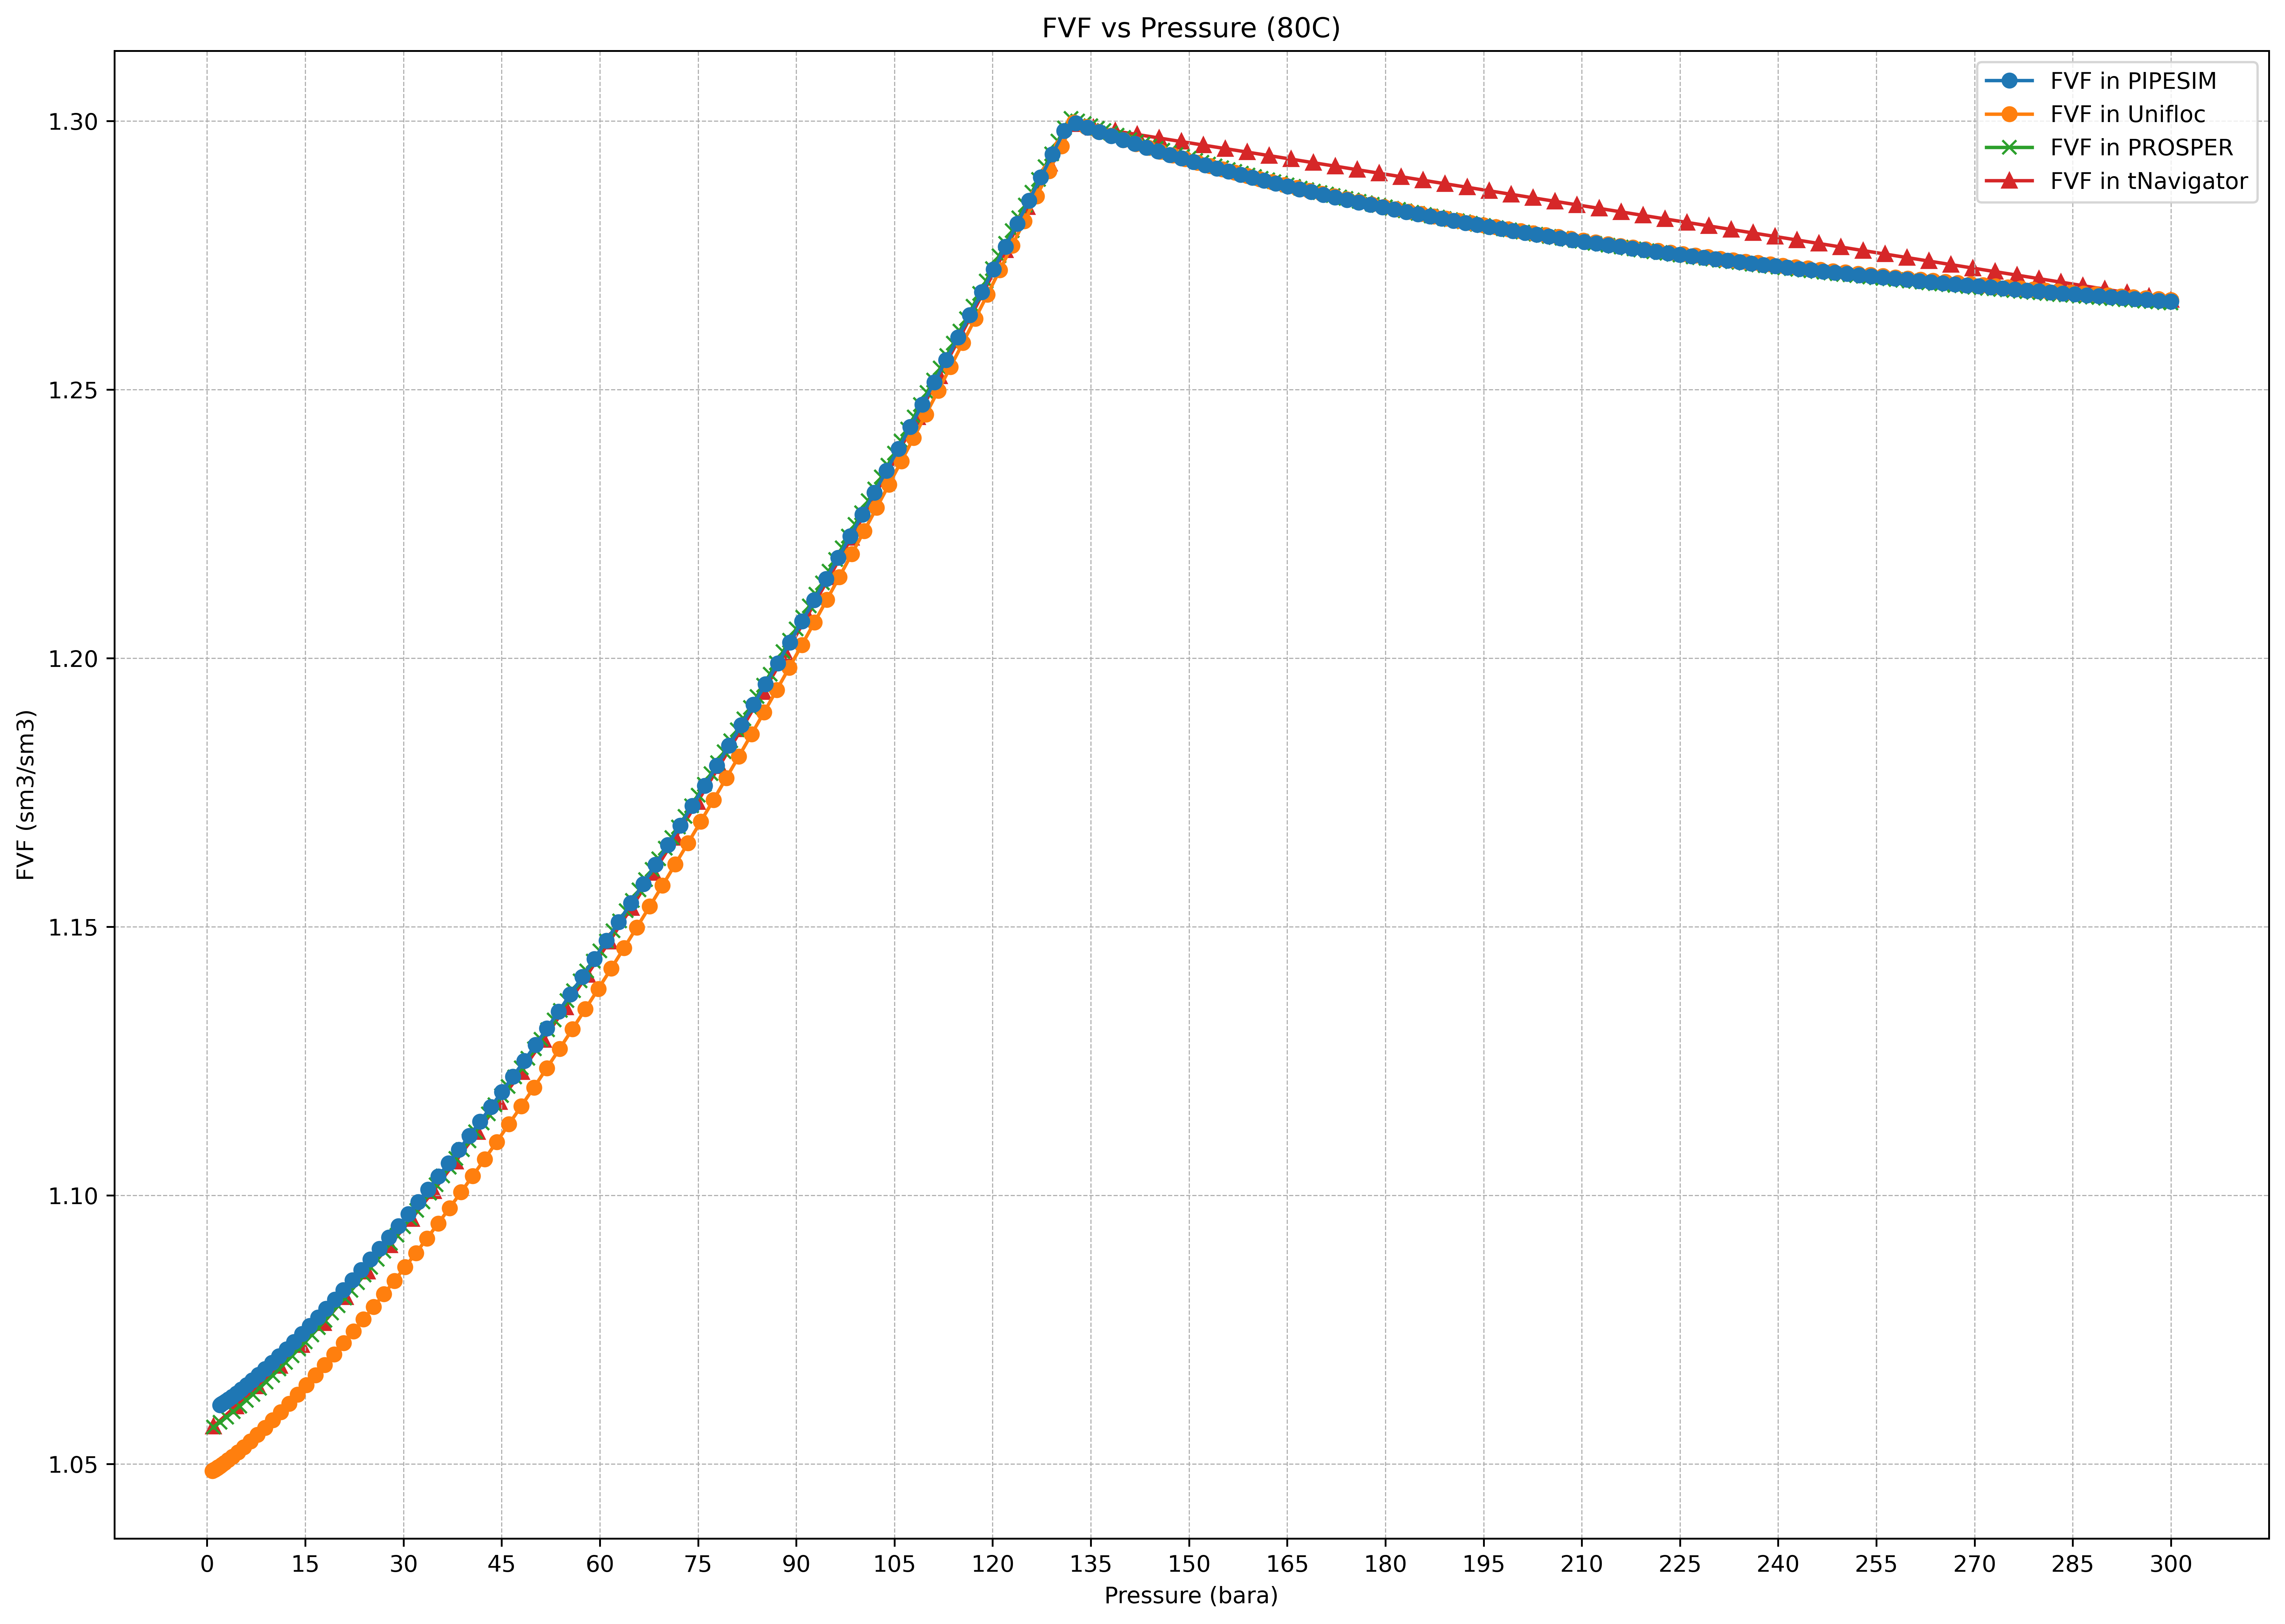 FVF vs Pressure (80C)
FVF in PIPESIM
FVF in Unifloc
FVF in PROSPER
FVF in tNavigator
FVF (sm3/sm3)
1.30
1.25
1.20
1.15
1.10
1.05
0 15 30 45 60 75 90 105 120 135 150 165 180 195 210 225 240 255 270 285 300
Pressure (bara)